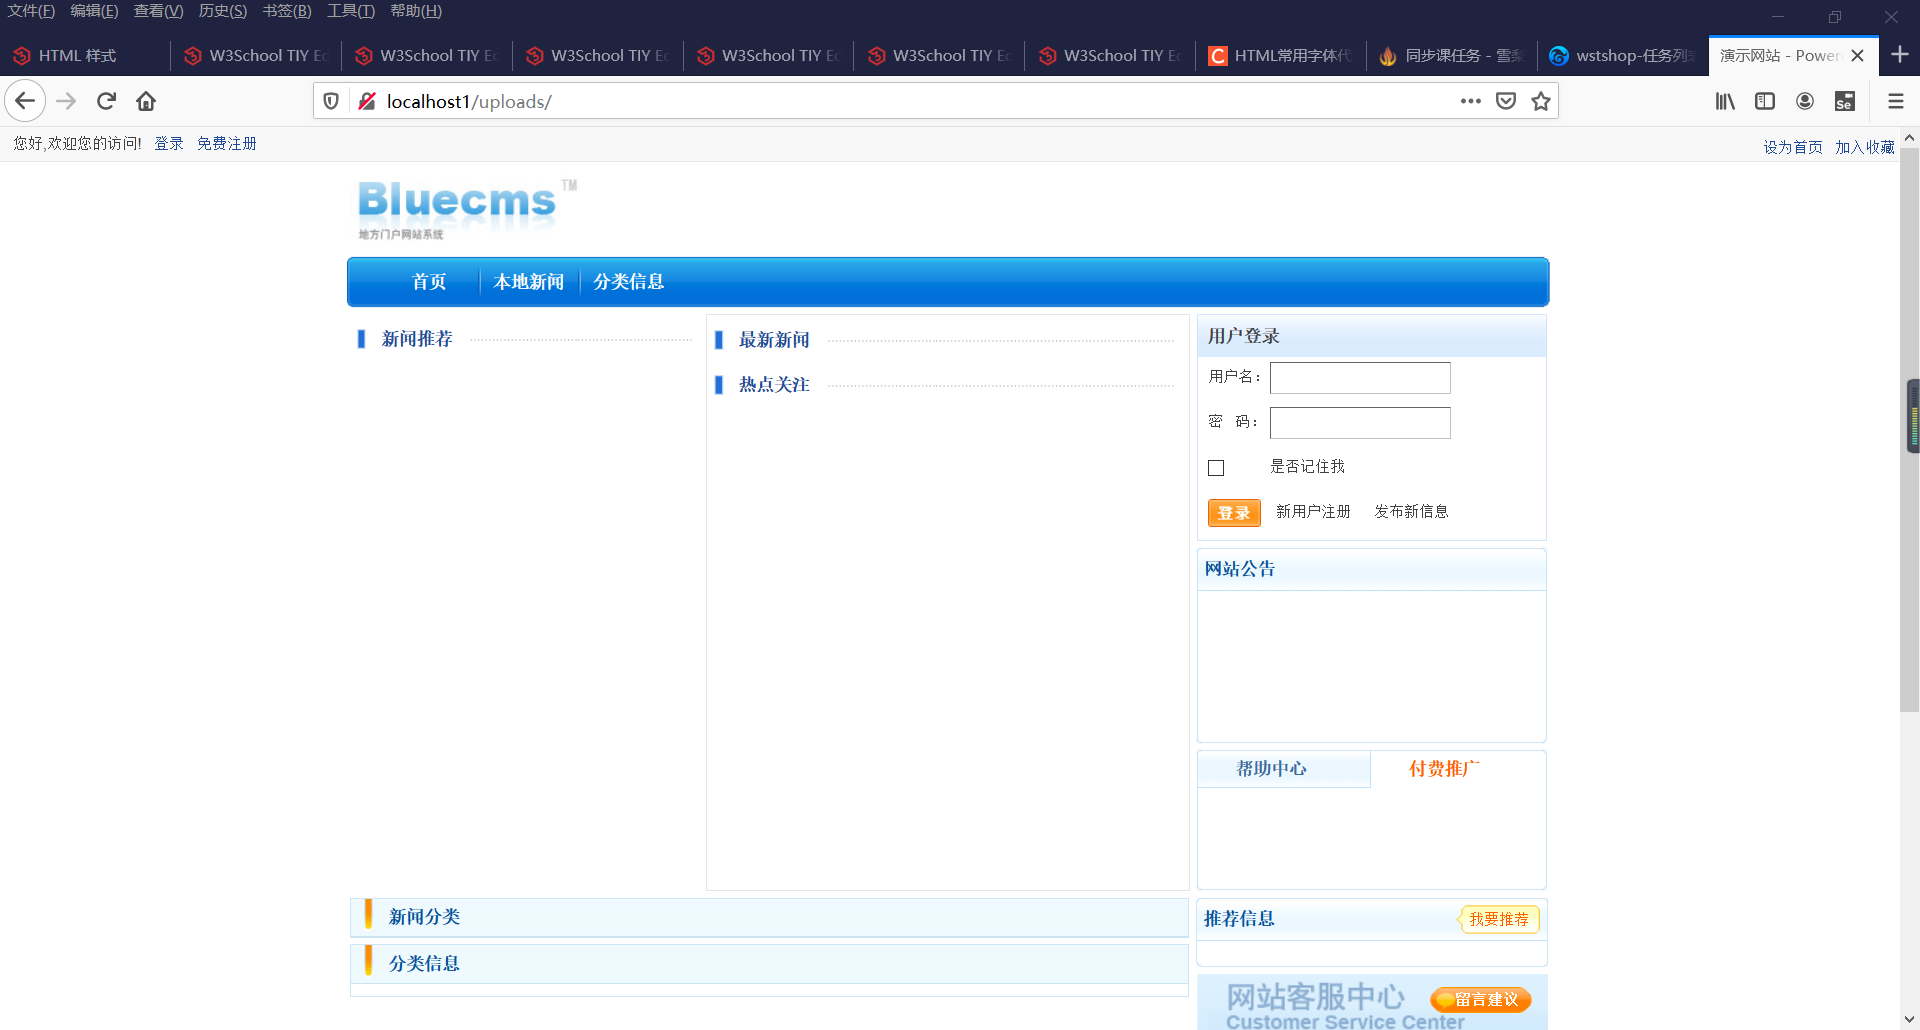 文件(F) 编辑(E) 查看(V) 历史(S) 书签(B) 工具(T) 帮助(H)
HTML 样式 W3School TIY W3School TIY W3School TIY W3School TIY W3School TIY W3School TIY HTML常用字体代 同步课任务 - 雪 wstshop-任务列 演示网站 - Power
localhost1/uploads/
Se
您好,欢迎您的访问! 登录 免费注册 设为首页 加入收藏
Bluecms TM
地方门户网站系统
首页 本地新闻 分类信息
新闻推荐
最新新闻
热点关注
用户登录
用户名：
密 码：
是否记住我
登录 新用户注册 发布新信息
网站公告
帮助中心 付费推广
新闻分类
分类信息
推荐信息 我要推荐
网站客服中心 留言建议
Customer Service Center